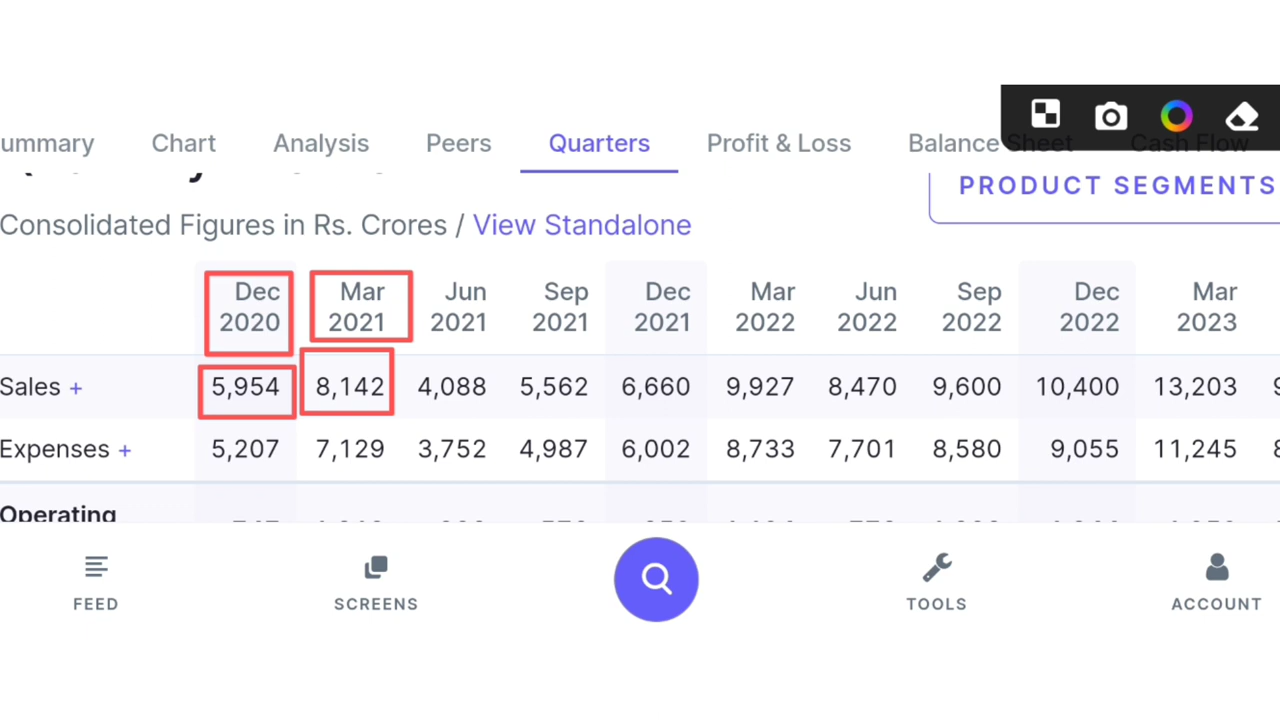 ummary Chart Analysis Peers Quarters Profit & Loss Balance Sheet Cash Flow
PRODUCT SEGMENTS
Consolidated Figures in Rs. Crores / View Standalone
Dec 2020 Mar 2021 Jun 2021 Sep 2021 Dec 2021 Mar 2022 Jun 2022 Sep 2022 Dec 2022 Mar 2023
Sales + 5,954 8,142 4,088 5,562 6,660 9,927 8,470 9,600 10,400 13,203
Expenses + 5,207 7,129 3,752 4,987 6,002 8,733 7,701 8,580 9,055 11,245
Operating
FEED SCREENS TOOLS ACCOUNT